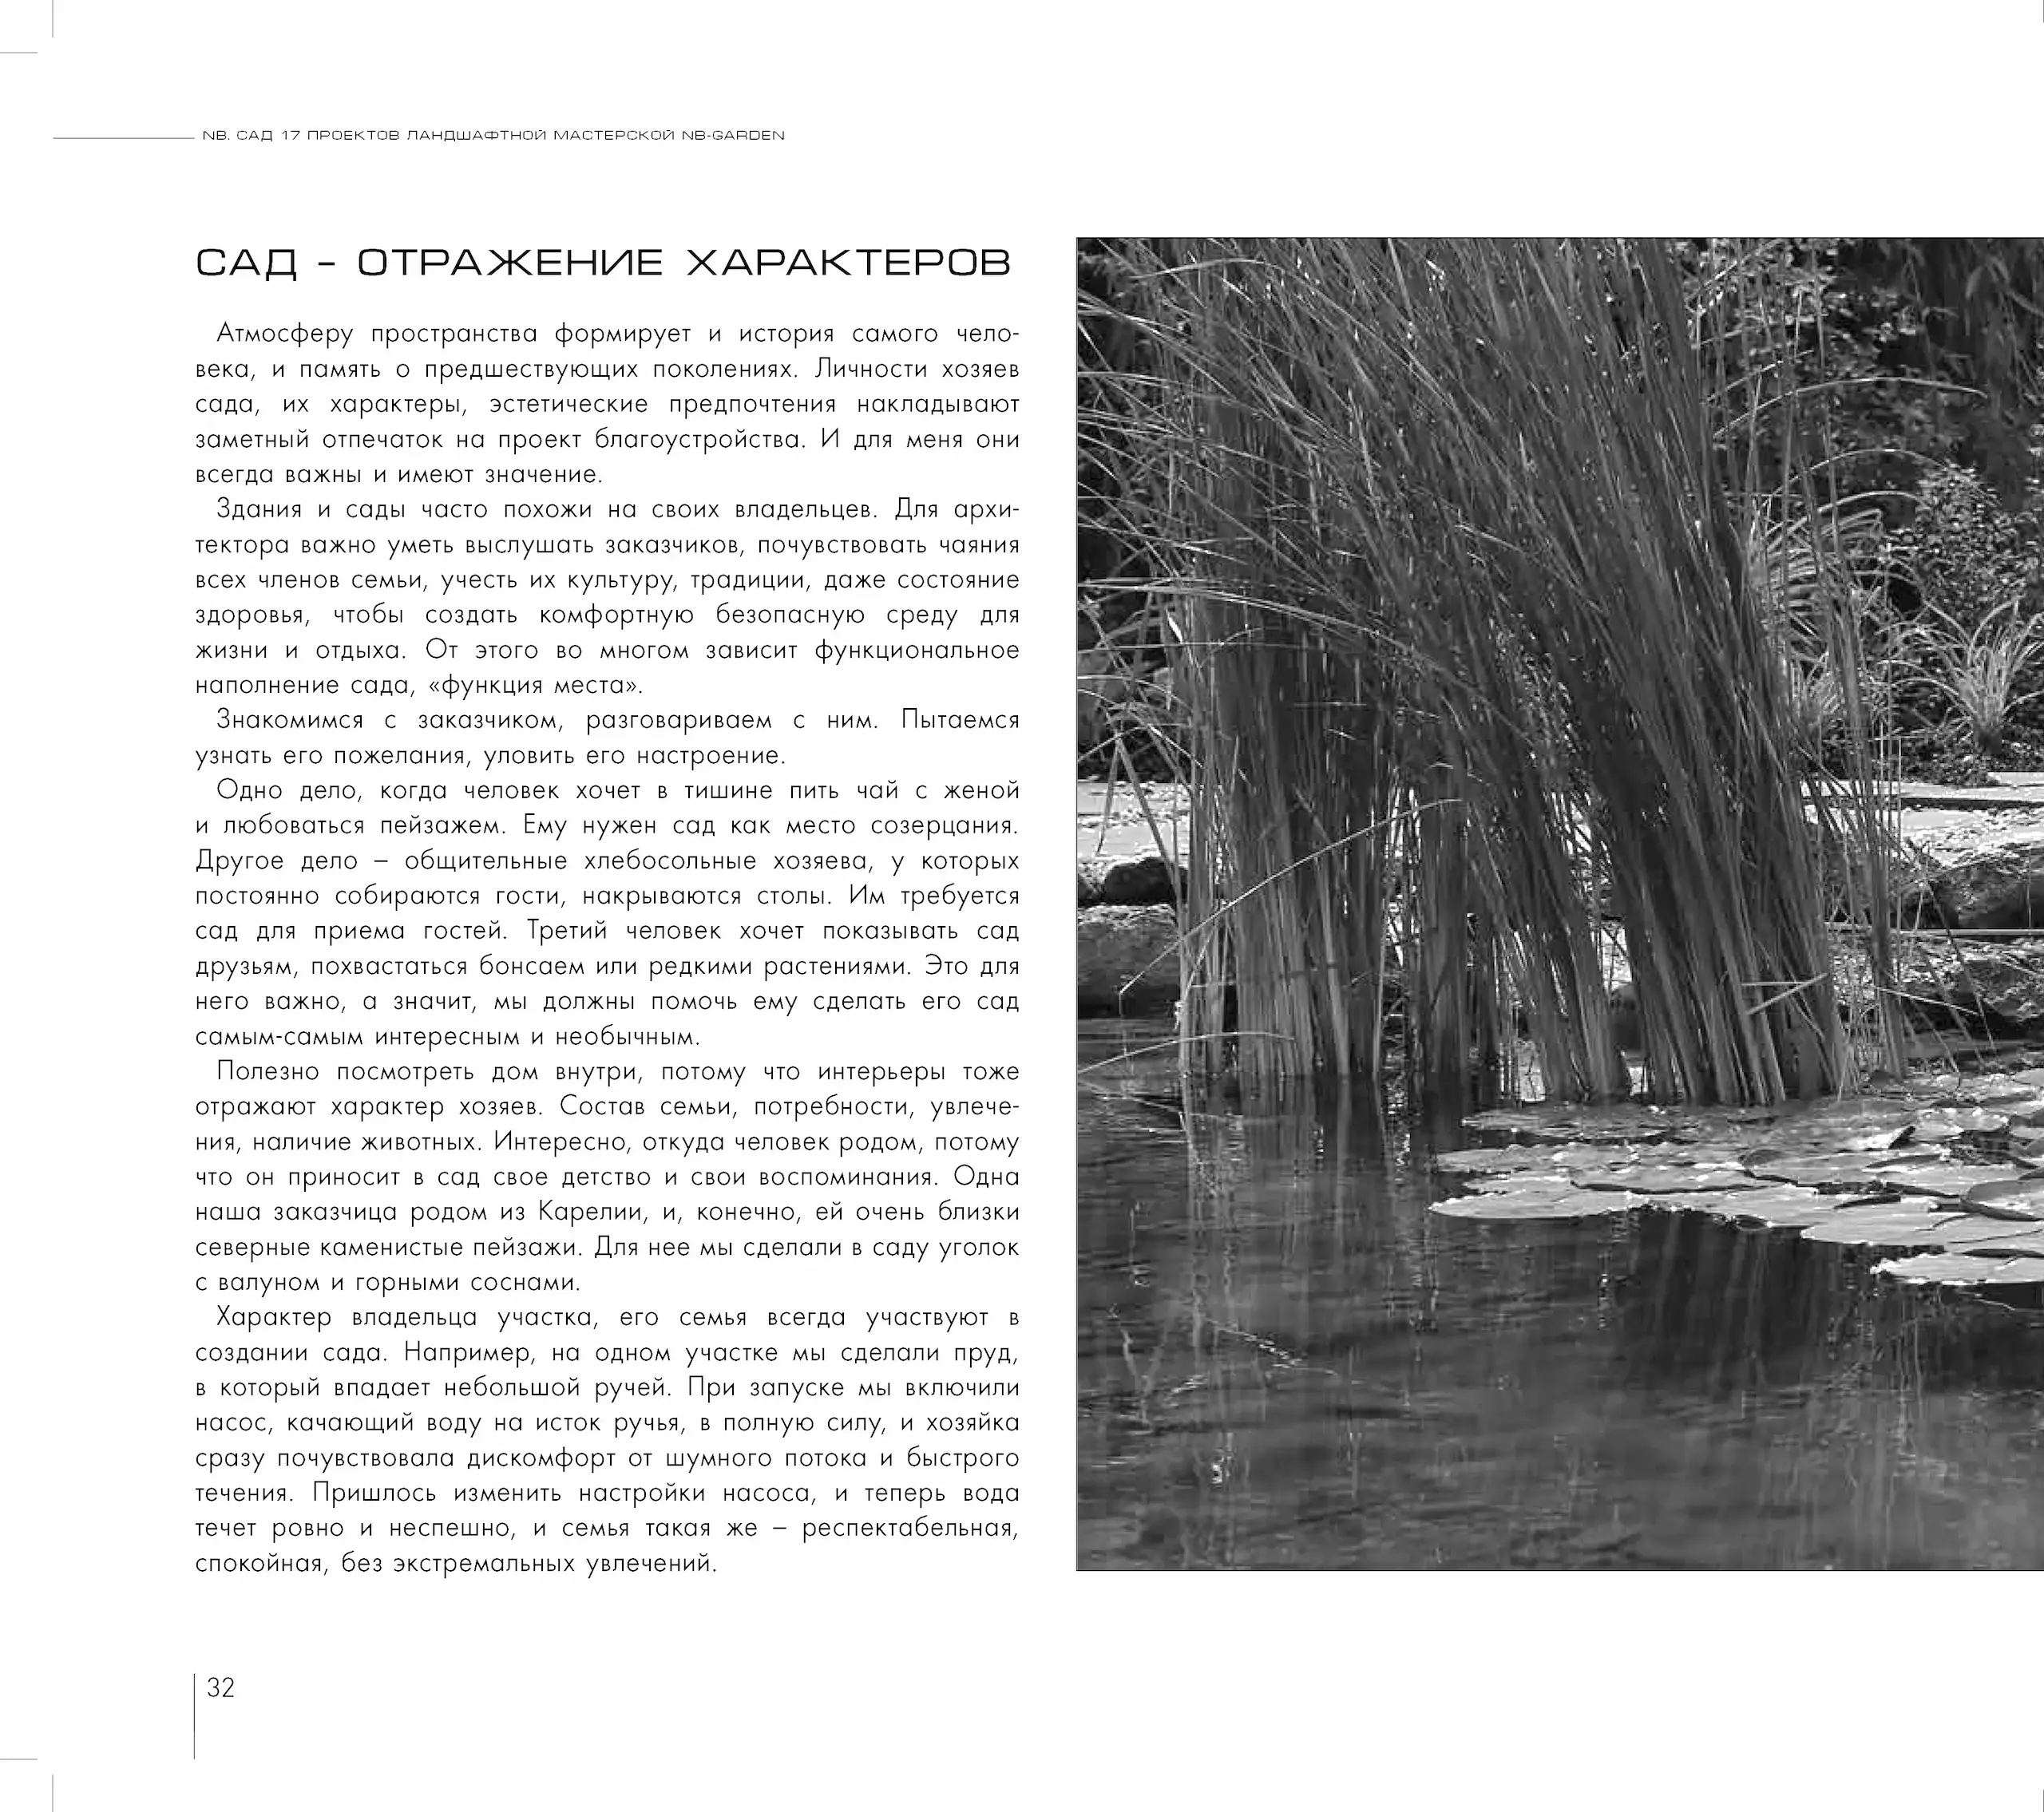 NB. САД 17 ПРОЕКТОВ ЛАНДШАФТНОЙ МАСТЕРСКОЙ NB-GARDEN
САД – ОТРАЖЕНИЕ ХАРАКТЕРОВ
Атмосферу пространства формирует и история самого чело-
века, и память о предшествующих поколениях. Личности хозяев
сада, их характеры, эстетические предпочтения накладывают
заметный отпечаток на проект благоустройства. И для меня они
всегда важны и имеют значение.
Здания и сады часто похожи на своих владельцев. Для архи-
тектора важно уметь выслушать заказчиков, почувствовать чаяния
всех членов семьи, учесть их культуру, традиции, даже состояние
здоровья, чтобы создать комфортную безопасную среду для
жизни и отдыха. От этого во многом зависит функциональное
наполнение сада, «функция места».
Знакомимся с заказчиком, разговариваем с ним. Пытаемся
узнать его пожелания, уловить его настроение.
Одно дело, когда человек хочет в тишине пить чай с женой
и любоваться пейзажем. Ему нужен сад как место созерцания.
Другое дело – общительные хлебосольные хозяева, у которых
постоянно собираются гости, накрываются столы. Им требуется
сад для приема гостей. Третий человек хочет показывать сад
друзьям, похвастаться бонсаем или редкими растениями. Это для
него важно, а значит, мы должны помочь ему сделать его сад
самым-самым интересным и необычным.
Полезно посмотреть дом внутри, потому что интерьеры тоже
отражают характер хозяев. Состав семьи, потребности, увлече-
ния, наличие животных. Интересно, откуда человек родом, потому
что он приносит в сад свое детство и свои воспоминания. Одна
наша заказчица родом из Карелии, и, конечно, ей очень близки
северные каменистые пейзажи. Для нее мы сделали в саду уголок
с валуном и горными соснами.
Характер владельца участка, его семья всегда участвуют в
создании сада. Например, на одном участке мы сделали пруд,
в который впадает небольшой ручей. При запуске мы включили
насос, качающий воду на исток ручья, в полную силу, и хозяйка
сразу почувствовала дискомфорт от шумного потока и быстрого
течения. Пришлось изменить настройки насоса, и теперь вода
течет ровно и неспешно, и семья такая же – респектабельная,
спокойная, без экстремальных увлечений.
32